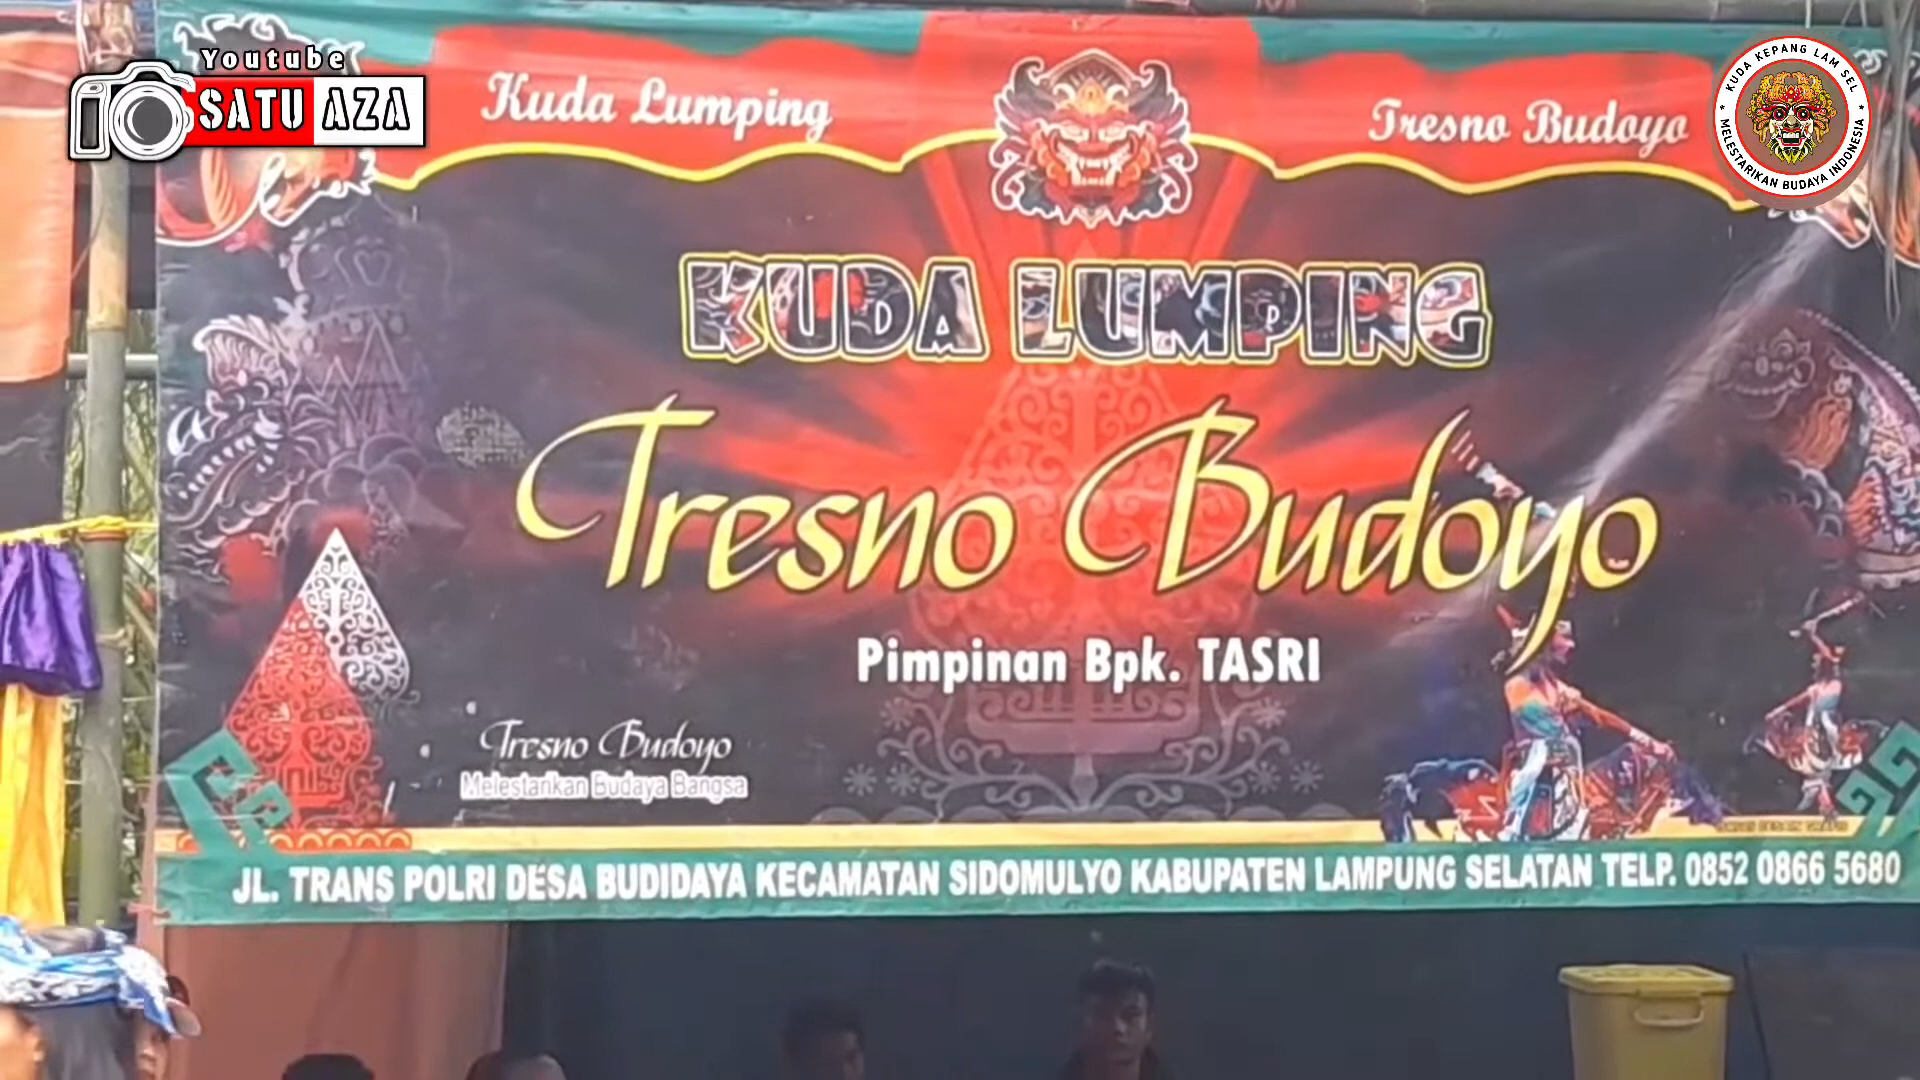 Youtube
SATU AZA
Kuda Lumping
Tresno Budoyo
KUDA KEPANG LAM SEL
* MELESTARIKAN BUDAYA INDONESIA *
KUDA LUMPING
Tresno Budoyo
Pimpinan Bpk. TASRI
Tresno Budoyo
Melestarikan Budaya Bangsa
JL. TRANS POLRI DESA BUDIDAYA KECAMATAN SIDOMULYO KABUPATEN LAMPUNG SELATAN TELP. 0852 0866 5680